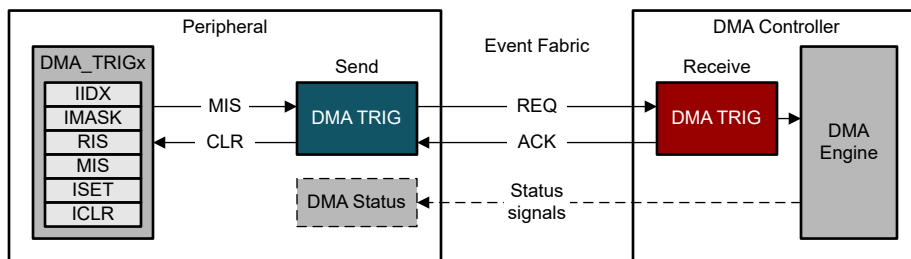 Peripheral
DMA_TRIGx
IIDX
IMASK
RIS
MIS
ISET
ICLR
MIS
CLR
Send
DMA TRIG
DMA Status
Event Fabric
REQ
ACK
Status
signals
DMA Controller
Receive
DMA TRIG
DMA
Engine